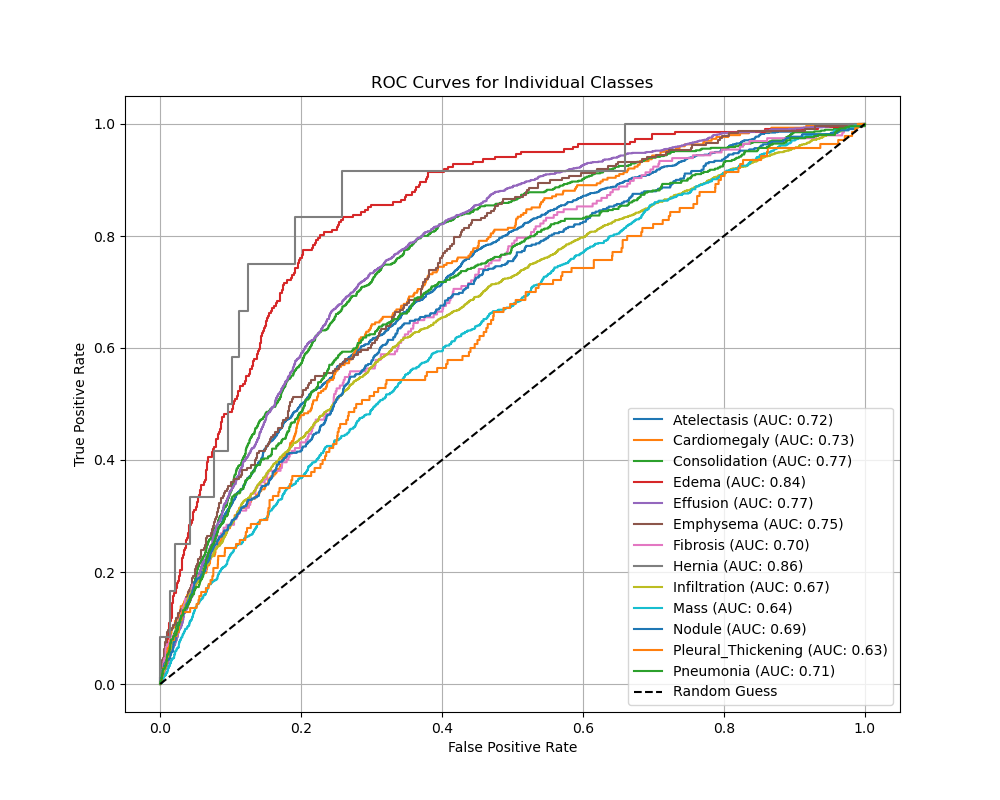 ROC Curves for Individual Classes
True Positive Rate
1.0
0.8
0.6
0.4
0.2
0.0
Atelectasis (AUC: 0.72)
Cardiomegaly (AUC: 0.73)
Consolidation (AUC: 0.77)
Edema (AUC: 0.84)
Effusion (AUC: 0.77)
Emphysema (AUC: 0.75)
Fibrosis (AUC: 0.70)
Hernia (AUC: 0.86)
Infiltration (AUC: 0.67)
Mass (AUC: 0.64)
Nodule (AUC: 0.69)
Pleural_Thickening (AUC: 0.63)
Pneumonia (AUC: 0.71)
Random Guess
0.0 0.2 0.4 0.6 0.8 1.0
False Positive Rate